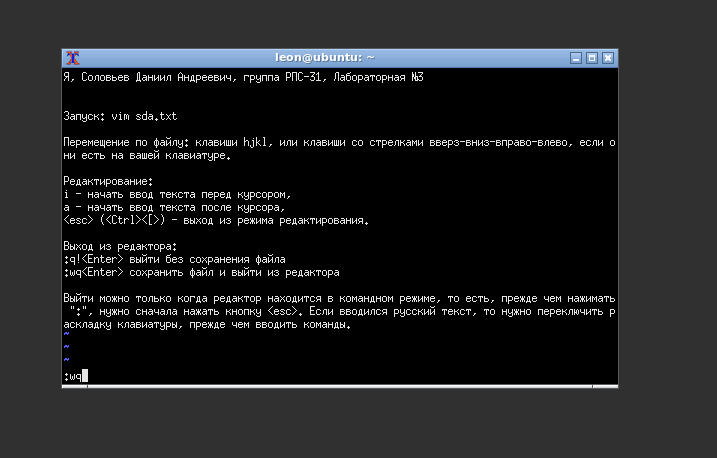 leon@ubuntu: ~
Я, Соловьев Даниил Андреевич, группа РПС-31, Лабораторная №3
Запуск: vim sda.txt
Перемещение по файлу: клавиши hjkl, или клавиши со стрелками вверз-вниз-вправо-влево, если о
ни есть на вашей клавиатуре.
Редактирование:
i - начать ввод текста перед курсором,
a - начать ввод текста после курсора,
<esc> (<Ctrl><[>) - выход из режима редактирования.
Выход из редактора:
:q!<Enter> выйти без сохранения файла
:wq<Enter> сохранить файл и выйти из редактора
Выйти можно только когда редактор находится в командном режиме, то есть, прежде чем нажимать
":", нужно сначала нажать кнопку <esc>. Если вводился русский текст, то нужно переключить р
аскладку клавиатуры, прежде чем вводить команды.
~
~
~
:wq